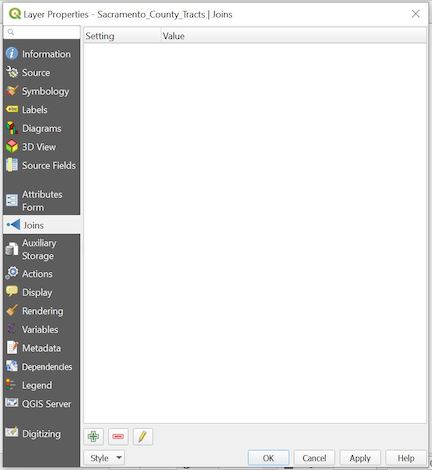 Layer Properties - Sacramento_County_Tracts | Joins
Setting Value
Information
Source
Symbology
abc Labels
Diagrams
3D View
Source Fields
Attributes
Form
Joins
Auxiliary
Storage
Actions
Display
Rendering
Variables
Metadata
Dependencies
Legend
QGIS Server
Digitizing
Style OK Cancel Apply Help